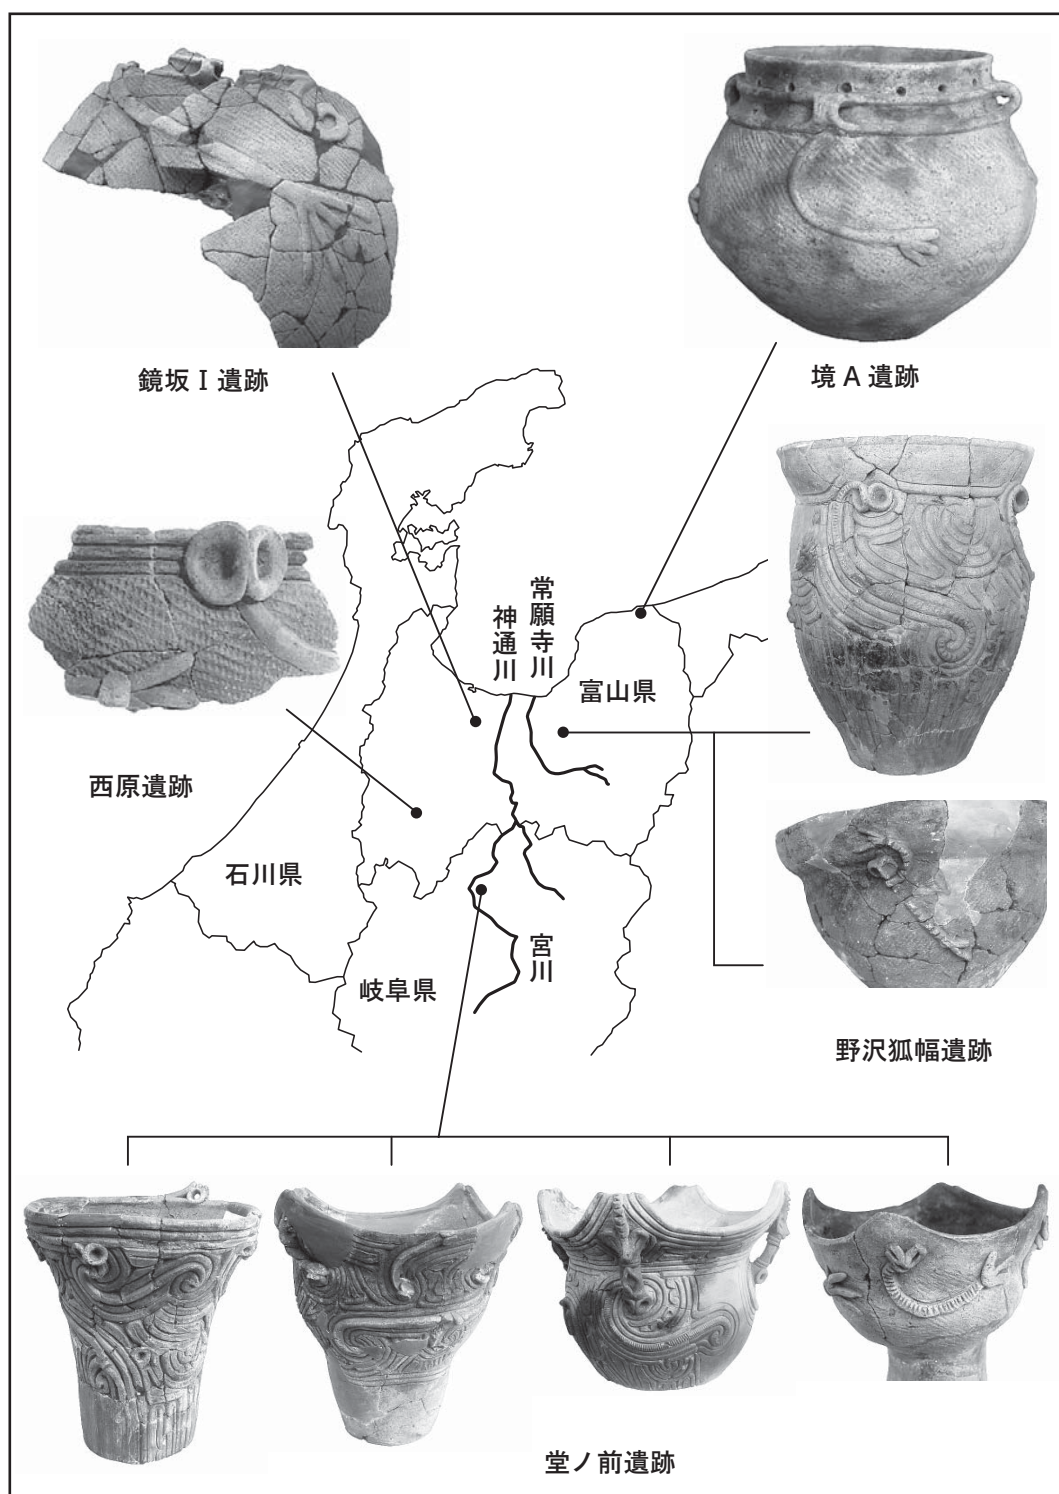 鏡坂Ⅰ遺跡
境A遺跡
常願寺川
神通川
富山県
西原遺跡
石川県
宮川
岐阜県
野沢狐幅遺跡
堂ノ前遺跡